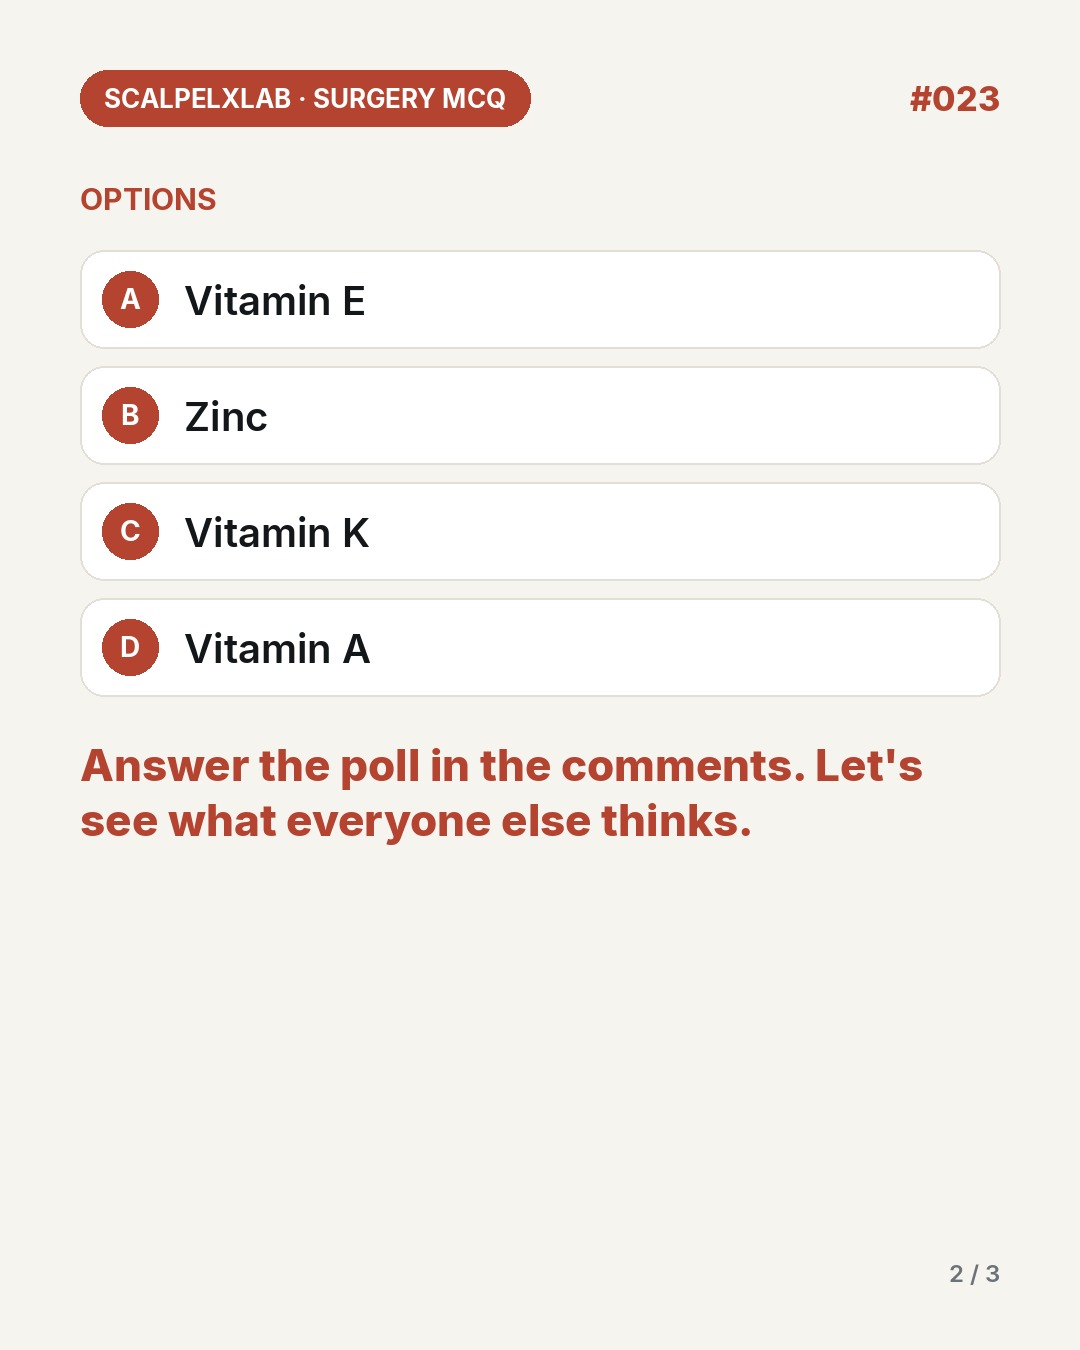 SCALPELXLAB · SURGERY MCQ
#023
OPTIONS
A Vitamin E
B Zinc
C Vitamin K
D Vitamin A
Answer the poll in the comments. Let's
see what everyone else thinks.
2 / 3